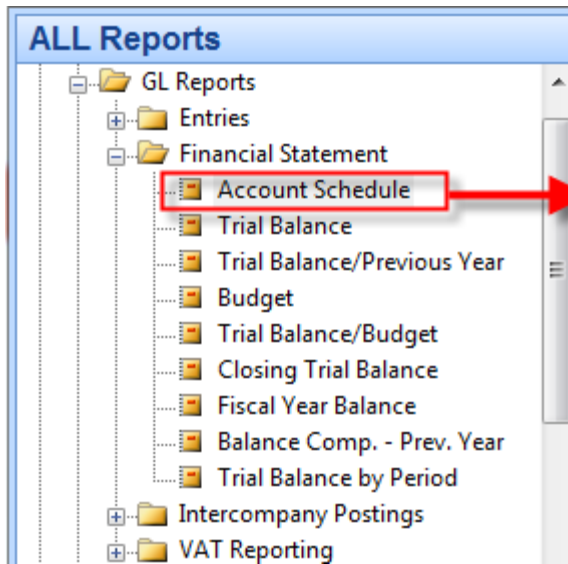 ALL Reports
GL Reports
Entries
Financial Statement
Account Schedule
Trial Balance
Trial Balance/Previous Year
Budget
Trial Balance/Budget
Closing Trial Balance
Fiscal Year Balance
Balance Comp. - Prev. Year
Trial Balance by Period
Intercompany Postings
VAT Reporting